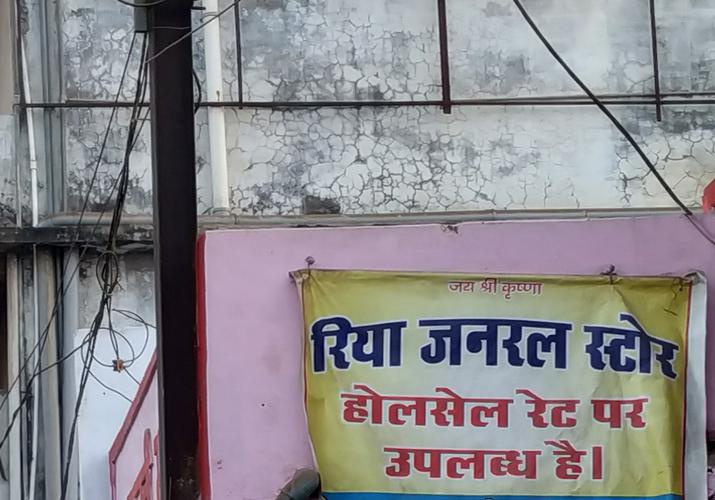 जय श्री कृष्णा
रिया जनरल स्टोर
होलसेल रेट पर
उपलब्ध है।